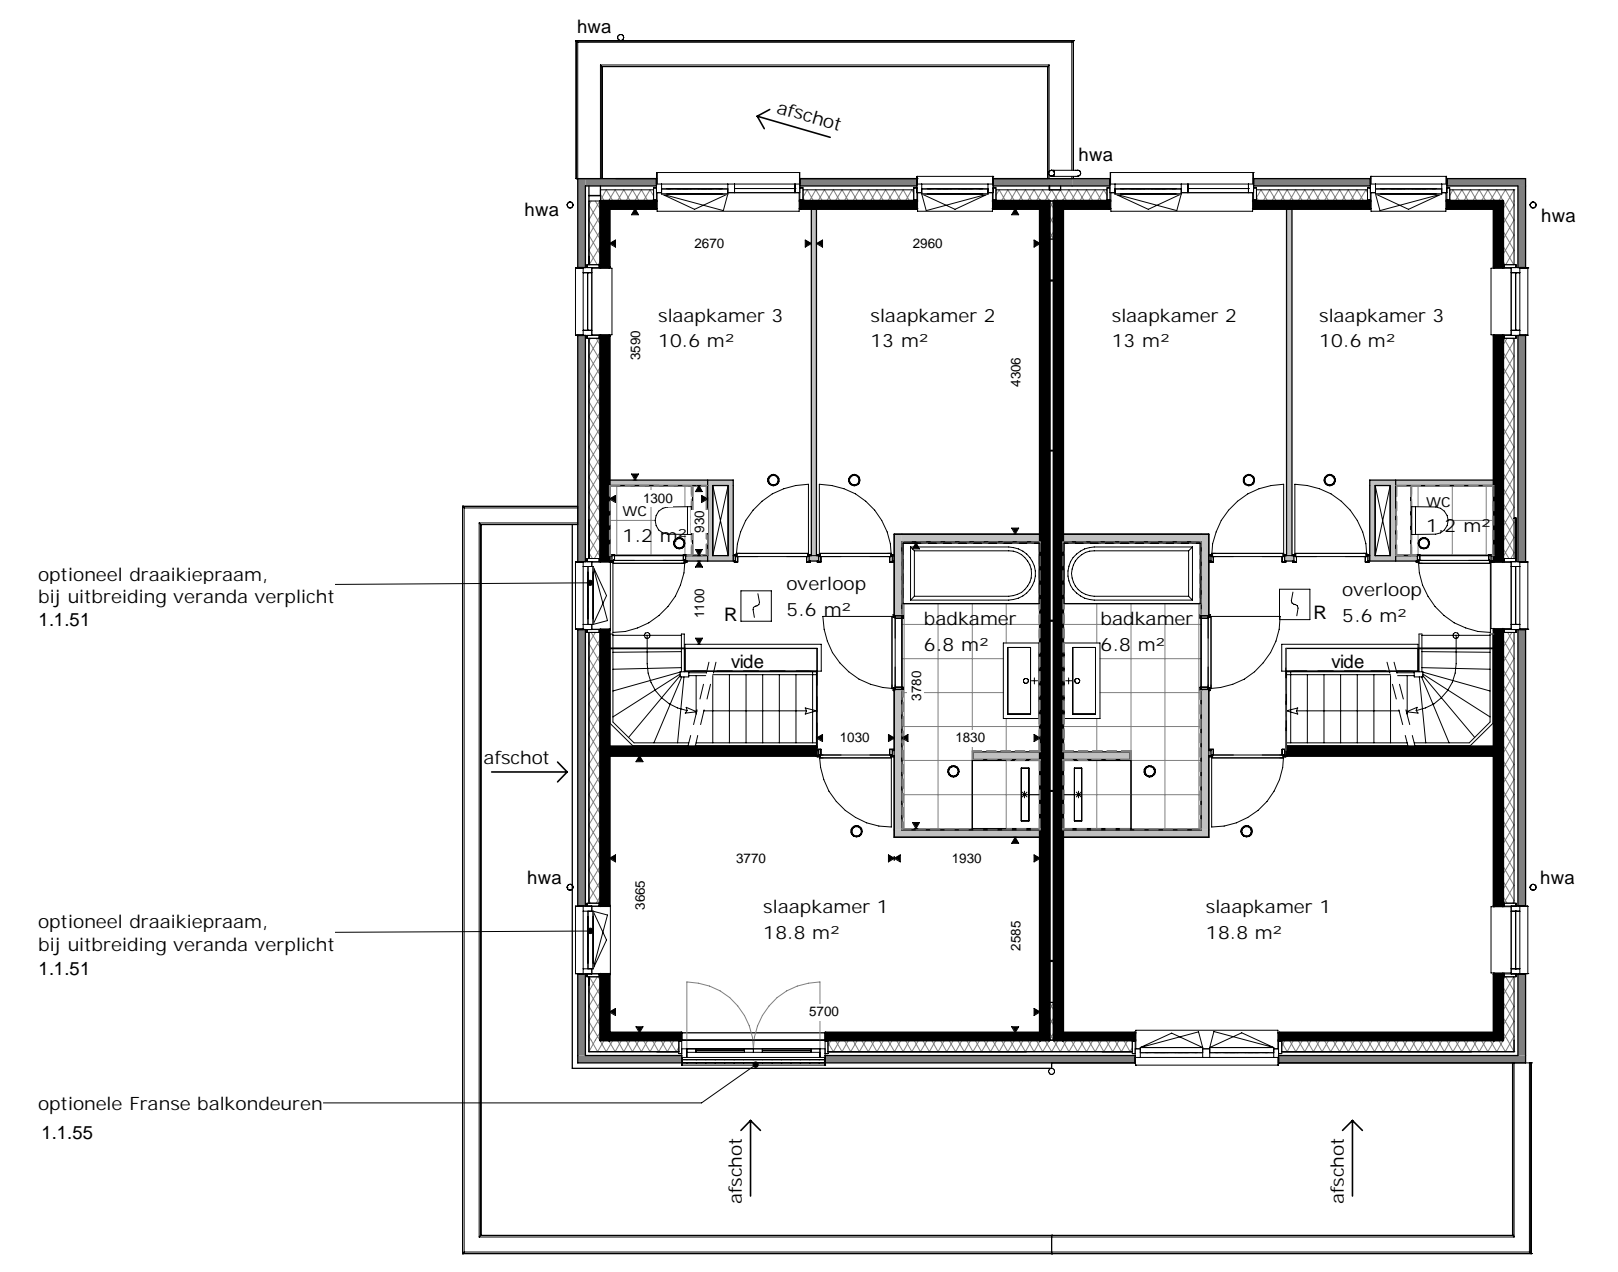 hwa
afschot
hwa
hwa
hwa
2670
2960
slaapkamer 3
10.6 m²
slaapkamer 2
13 m²
slaapkamer 2
13 m²
slaapkamer 3
10.6 m²
3590
4306
1300
wc
1.2 m²
930
wc
1.2 m²
optioneel draaikiepraam,
bij uitbreiding veranda verplicht
1.1.51
1100
R
overloop
5.6 m²
badkamer
6.8 m²
badkamer
6.8 m²
R
overloop
5.6 m²
vide
vide
3780
1030
1830
afschot
3770
1930
hwa
hwa
3665
slaapkamer 1
18.8 m²
2585
slaapkamer 1
18.8 m²
optioneel draaikiepraam,
bij uitbreiding veranda verplicht
1.1.51
5700
optionele Franse balkondeuren
1.1.55
afschot
afschot